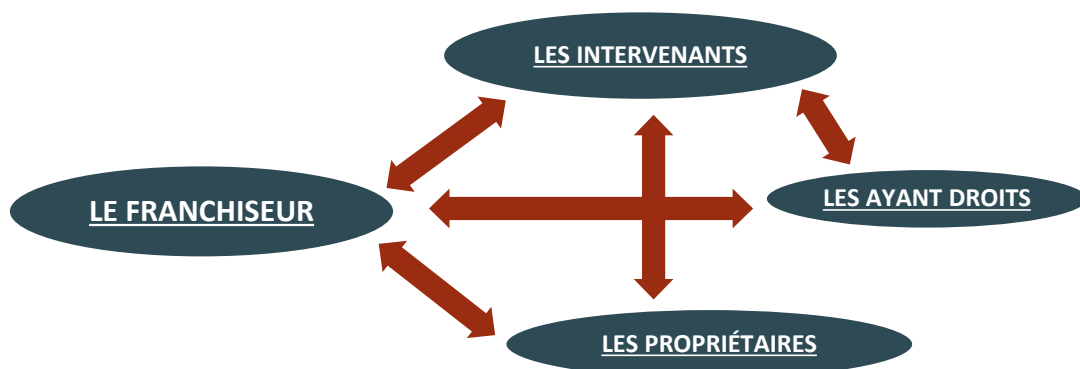 LES INTERVENANTS
LE FRANCHISEUR
LES AYANT DROITS
LES PROPRIÉTAIRES